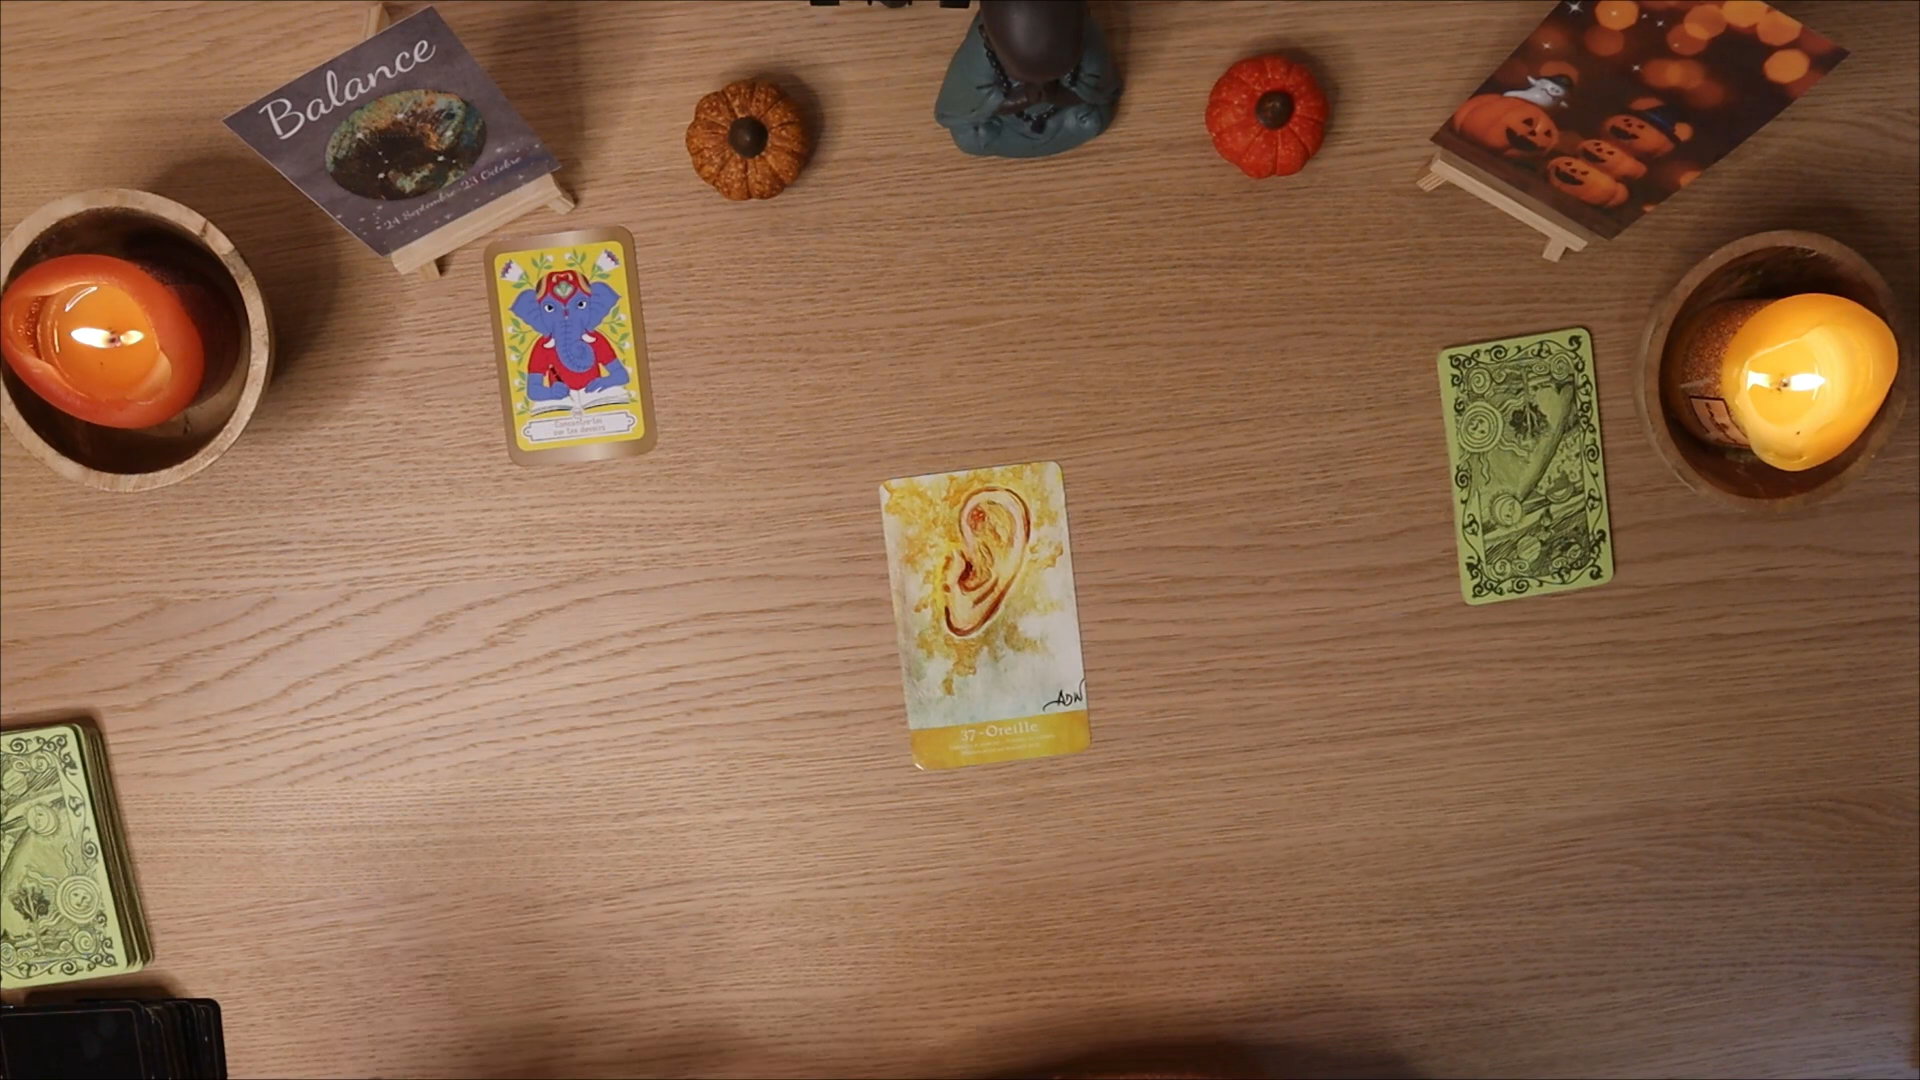 Balance
24 Septembre-23 Octobre
Concentre-toi
sur tes devoirs
ADW
37-Oreille